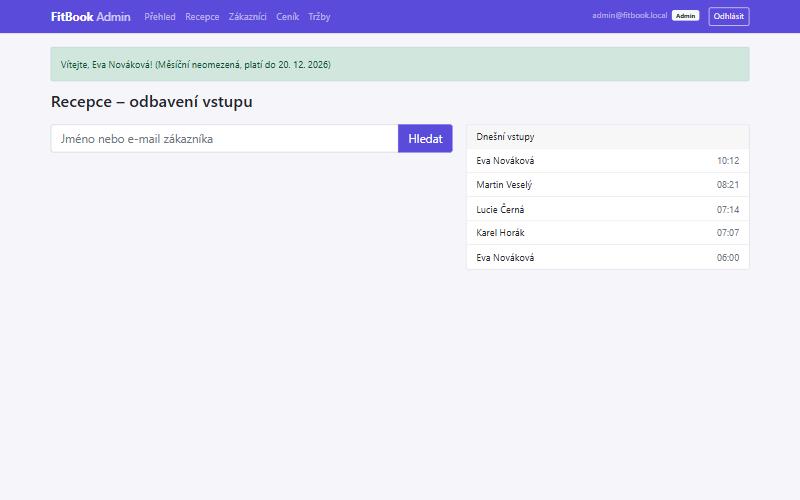 FitBook Admin Přehled Recepce Zákazníci Ceník Tržby admin@fitbook.local Admin Odhlásit
Vítejte, Eva Nováková! (Měsíční neomezená, platí do 20. 12. 2026)
Recepce – odbavení vstupu
Jméno nebo e-mail zákazníka Hledat
Dnešní vstupy
Eva Nováková 10:12
Martin Veselý 08:21
Lucie Černá 07:14
Karel Horák 07:07
Eva Nováková 06:00